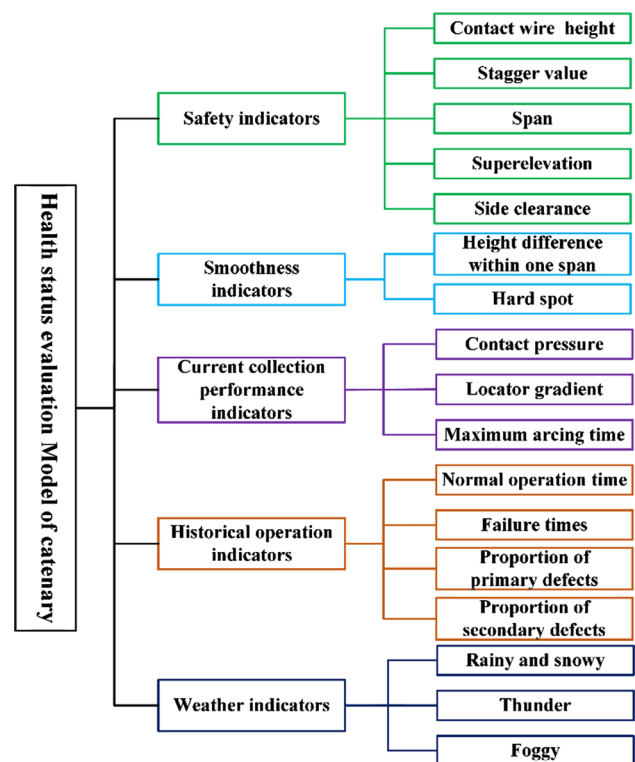 Health status evaluation Model of catenary
Safety indicators
Contact wire height
Stagger value
Span
Superelevation
Side clearance
Smoothness
indicators
Height difference
within one span
Hard spot
Current collection
performance
indicators
Contact pressure
Locator gradient
Maximum arcing time
Historical operation
indicators
Normal operation time
Failure times
Proportion of
primary defects
Proportion of
secondary defects
Weather indicators
Rainy and snowy
Thunder
Foggy